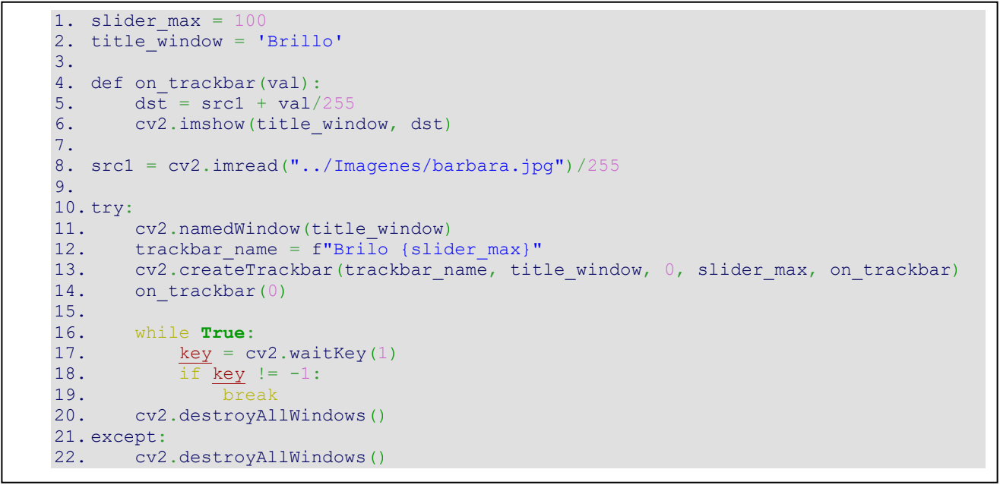 1. slider_max = 100
2. title_window = 'Brillo'
3.
4. def on_trackbar(val):
5.     dst = src1 + val/255
6.     cv2.imshow(title_window, dst)
7.
8. src1 = cv2.imread("../Imagenes/barbara.jpg")/255
9.
10. try:
11.     cv2.namedWindow(title_window)
12.     trackbar_name = f"Brilo {slider_max}"
13.     cv2.createTrackbar(trackbar_name, title_window, 0, slider_max, on_trackbar)
14.     on_trackbar(0)
15.
16.     while True:
17.         key = cv2.waitKey(1)
18.         if key != -1:
19.             break
20.     cv2.destroyAllWindows()
21. except:
22.     cv2.destroyAllWindows()